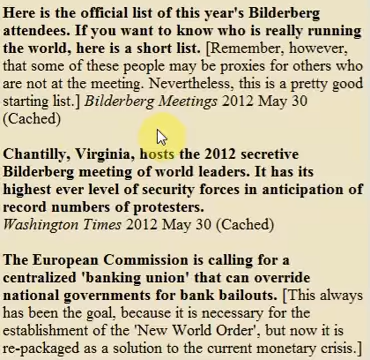 Here is the official list of this year's Bilderberg
attendees. If you want to know who is really running
the world, here is a short list. [Remember, however,
that some of these people may be proxies for others who
are not at the meeting. Nevertheless, this is a pretty good
starting list.] Bilderberg Meetings 2012 May 30
(Cached)
Chantilly, Virginia, hosts the 2012 secretive
Bilderberg meeting of world leaders. It has its
highest ever level of security forces in anticipation of
record numbers of protesters.
Washington Times 2012 May 30 (Cached)
The European Commission is calling for a
centralized 'banking union' that can override
national governments for bank bailouts. [This always
has been the goal, because it is necessary for the
establishment of the 'New World Order', but now it is
re-packaged as a solution to the current monetary crisis.]